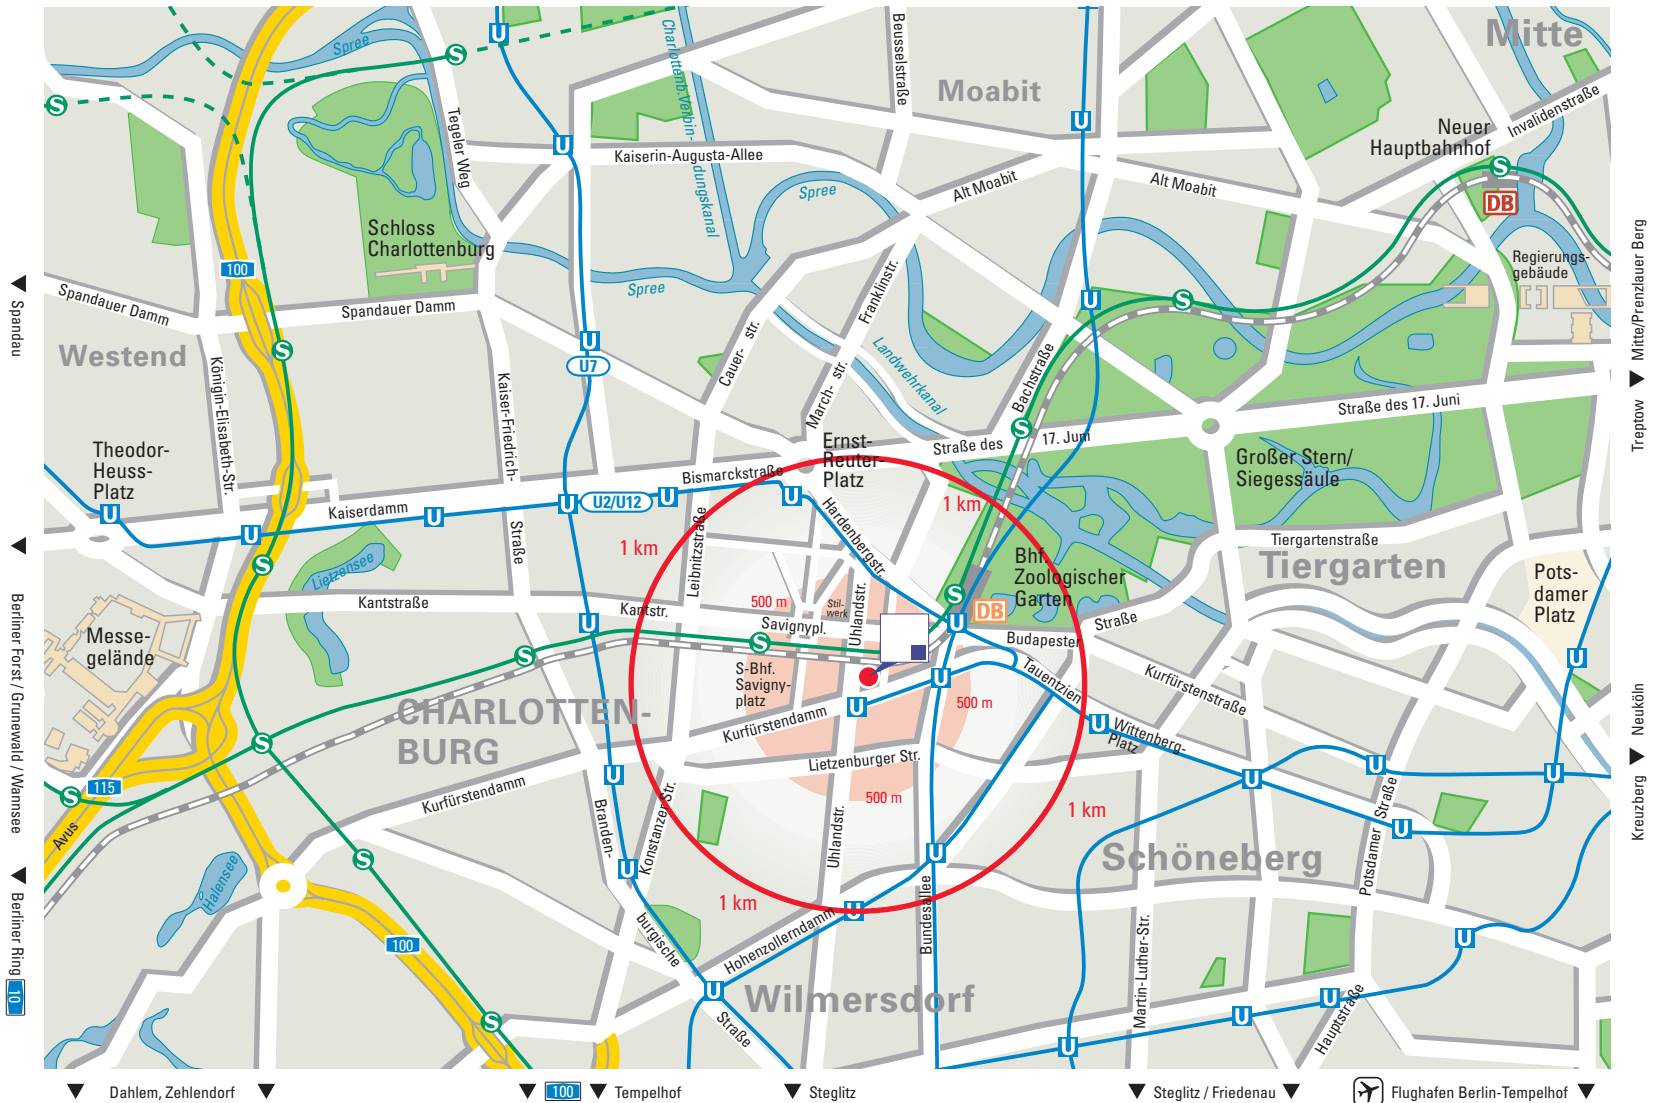 Mitte
Moabit
Spree
Charlottenb.Verbin-
dungskanal
Beusselstraße
Invalidenstraße
Neuer
Hauptbahnhof
Tegeler Weg
Kaiserin-Augusta-Allee
Alt Moabit
Alt Moabit
Spree
DB
Schloss
Charlottenburg
Regierungs-
gebäude
100
Spandauer Damm
Spandauer Damm
Spree
Franklinstr.
Westend
U7
Cauer-
str.
March-
str.
Landwehrkanal
Bachstraße
Königin-Elisabeth-Str.
Kaiser-Friedrich-
Straße
Straße des 17. Juni
Straße des
17. Juni
Theodor-
Heuss-
Platz
Ernst-
Reuter-
Platz
Großer Stern/
Siegessäule
Bismarckstraße
U2/U12
Kaiserdamm
Hardenbergstr.
1 km
1 km
Leibnitzstraße
Tiergartenstraße
Tiergarten
Lietzensee
Bhf.
Zoologischer
Garten
DB
Pots-
damer
Platz
Kantstraße
Kantstr.
500 m
Stil-
werk
Uhlandstr.
Savignypl.
Budapester
Straße
Messe-
gelände
S-Bhf.
Savigny-
platz
Tauentzien
Kurfürstenstraße
500 m
CHARLOTTEN-
BURG
Kurfürstendamm
Wittenberg-
Platz
Lietzenburger Str.
115
Kurfürstendamm
500 m
1 km
Avus
Branden-
burgische
Straße
Konstanzer Str.
Uhlandstr.
Potsdamer Straße
Schöneberg
Halensee
1 km
Hohenzollerndamm
Bundesallee
Martin-Luther-Str.
100
Wilmersdorf
Hauptstraße
Spandau
Berliner Forst / Grunewald / Wannsee
Berliner Ring
10
Mitte/Prenzlauer Berg
Treptow
Neuköln
Kreuzberg
Dahlem, Zehlendorf
100
Tempelhof
Steglitz
Steglitz / Friedenau
Flughafen Berlin-Tempelhof